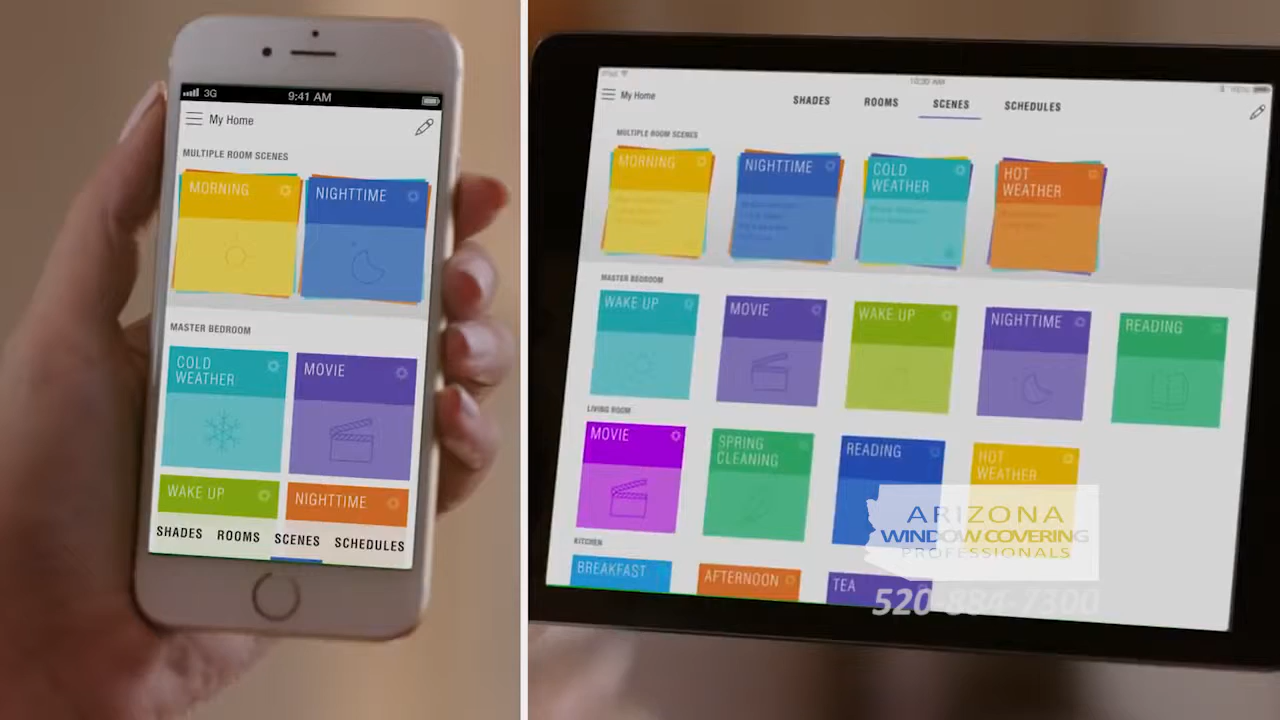 3G 9:41 AM
My Home
MULTIPLE ROOM SCENES
MORNING
NIGHTTIME
MASTER BEDROOM
COLD WEATHER
MOVIE
WAKE UP
NIGHTTIME
SHADES ROOMS SCENES SCHEDULES
My Home SHADES ROOMS SCENES SCHEDULES
MULTIPLE ROOM SCENES
MORNING
NIGHTTIME
COLD
WEATHER
HOT
WEATHER
MASTER BEDROOM
WAKE UP
MOVIE
WAKE UP
NIGHTTIME
READING
LIVING ROOM
MOVIE
SPRING
CLEANING
READING
HOT
WEATHER
KITCHEN
BREAKFAST
AFTERNOON
TEA
ARIZONA
WINDOW COVERING
PROFESSIONALS
520-884-7300